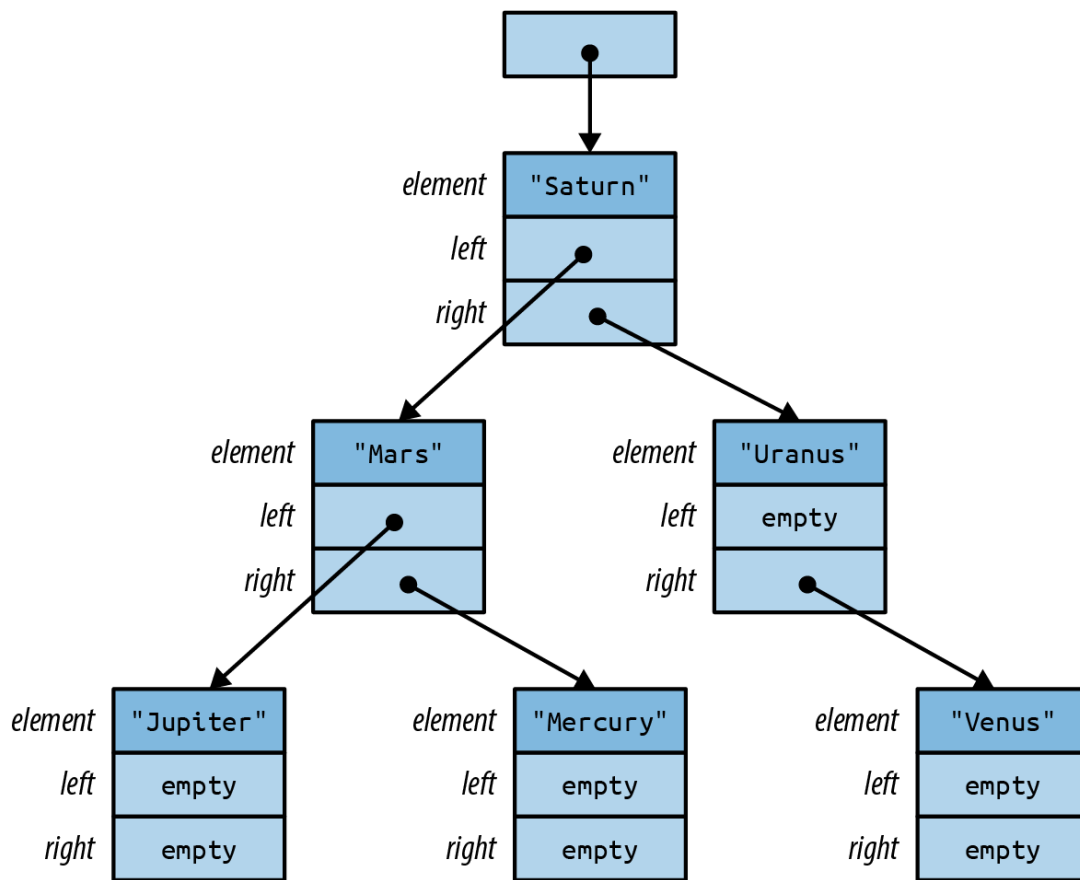 element "Saturn"
left
right
element "Mars" element "Uranus"
left left empty
right right
element "Jupiter" element "Mercury" element "Venus"
left empty left empty left empty
right empty right empty right empty